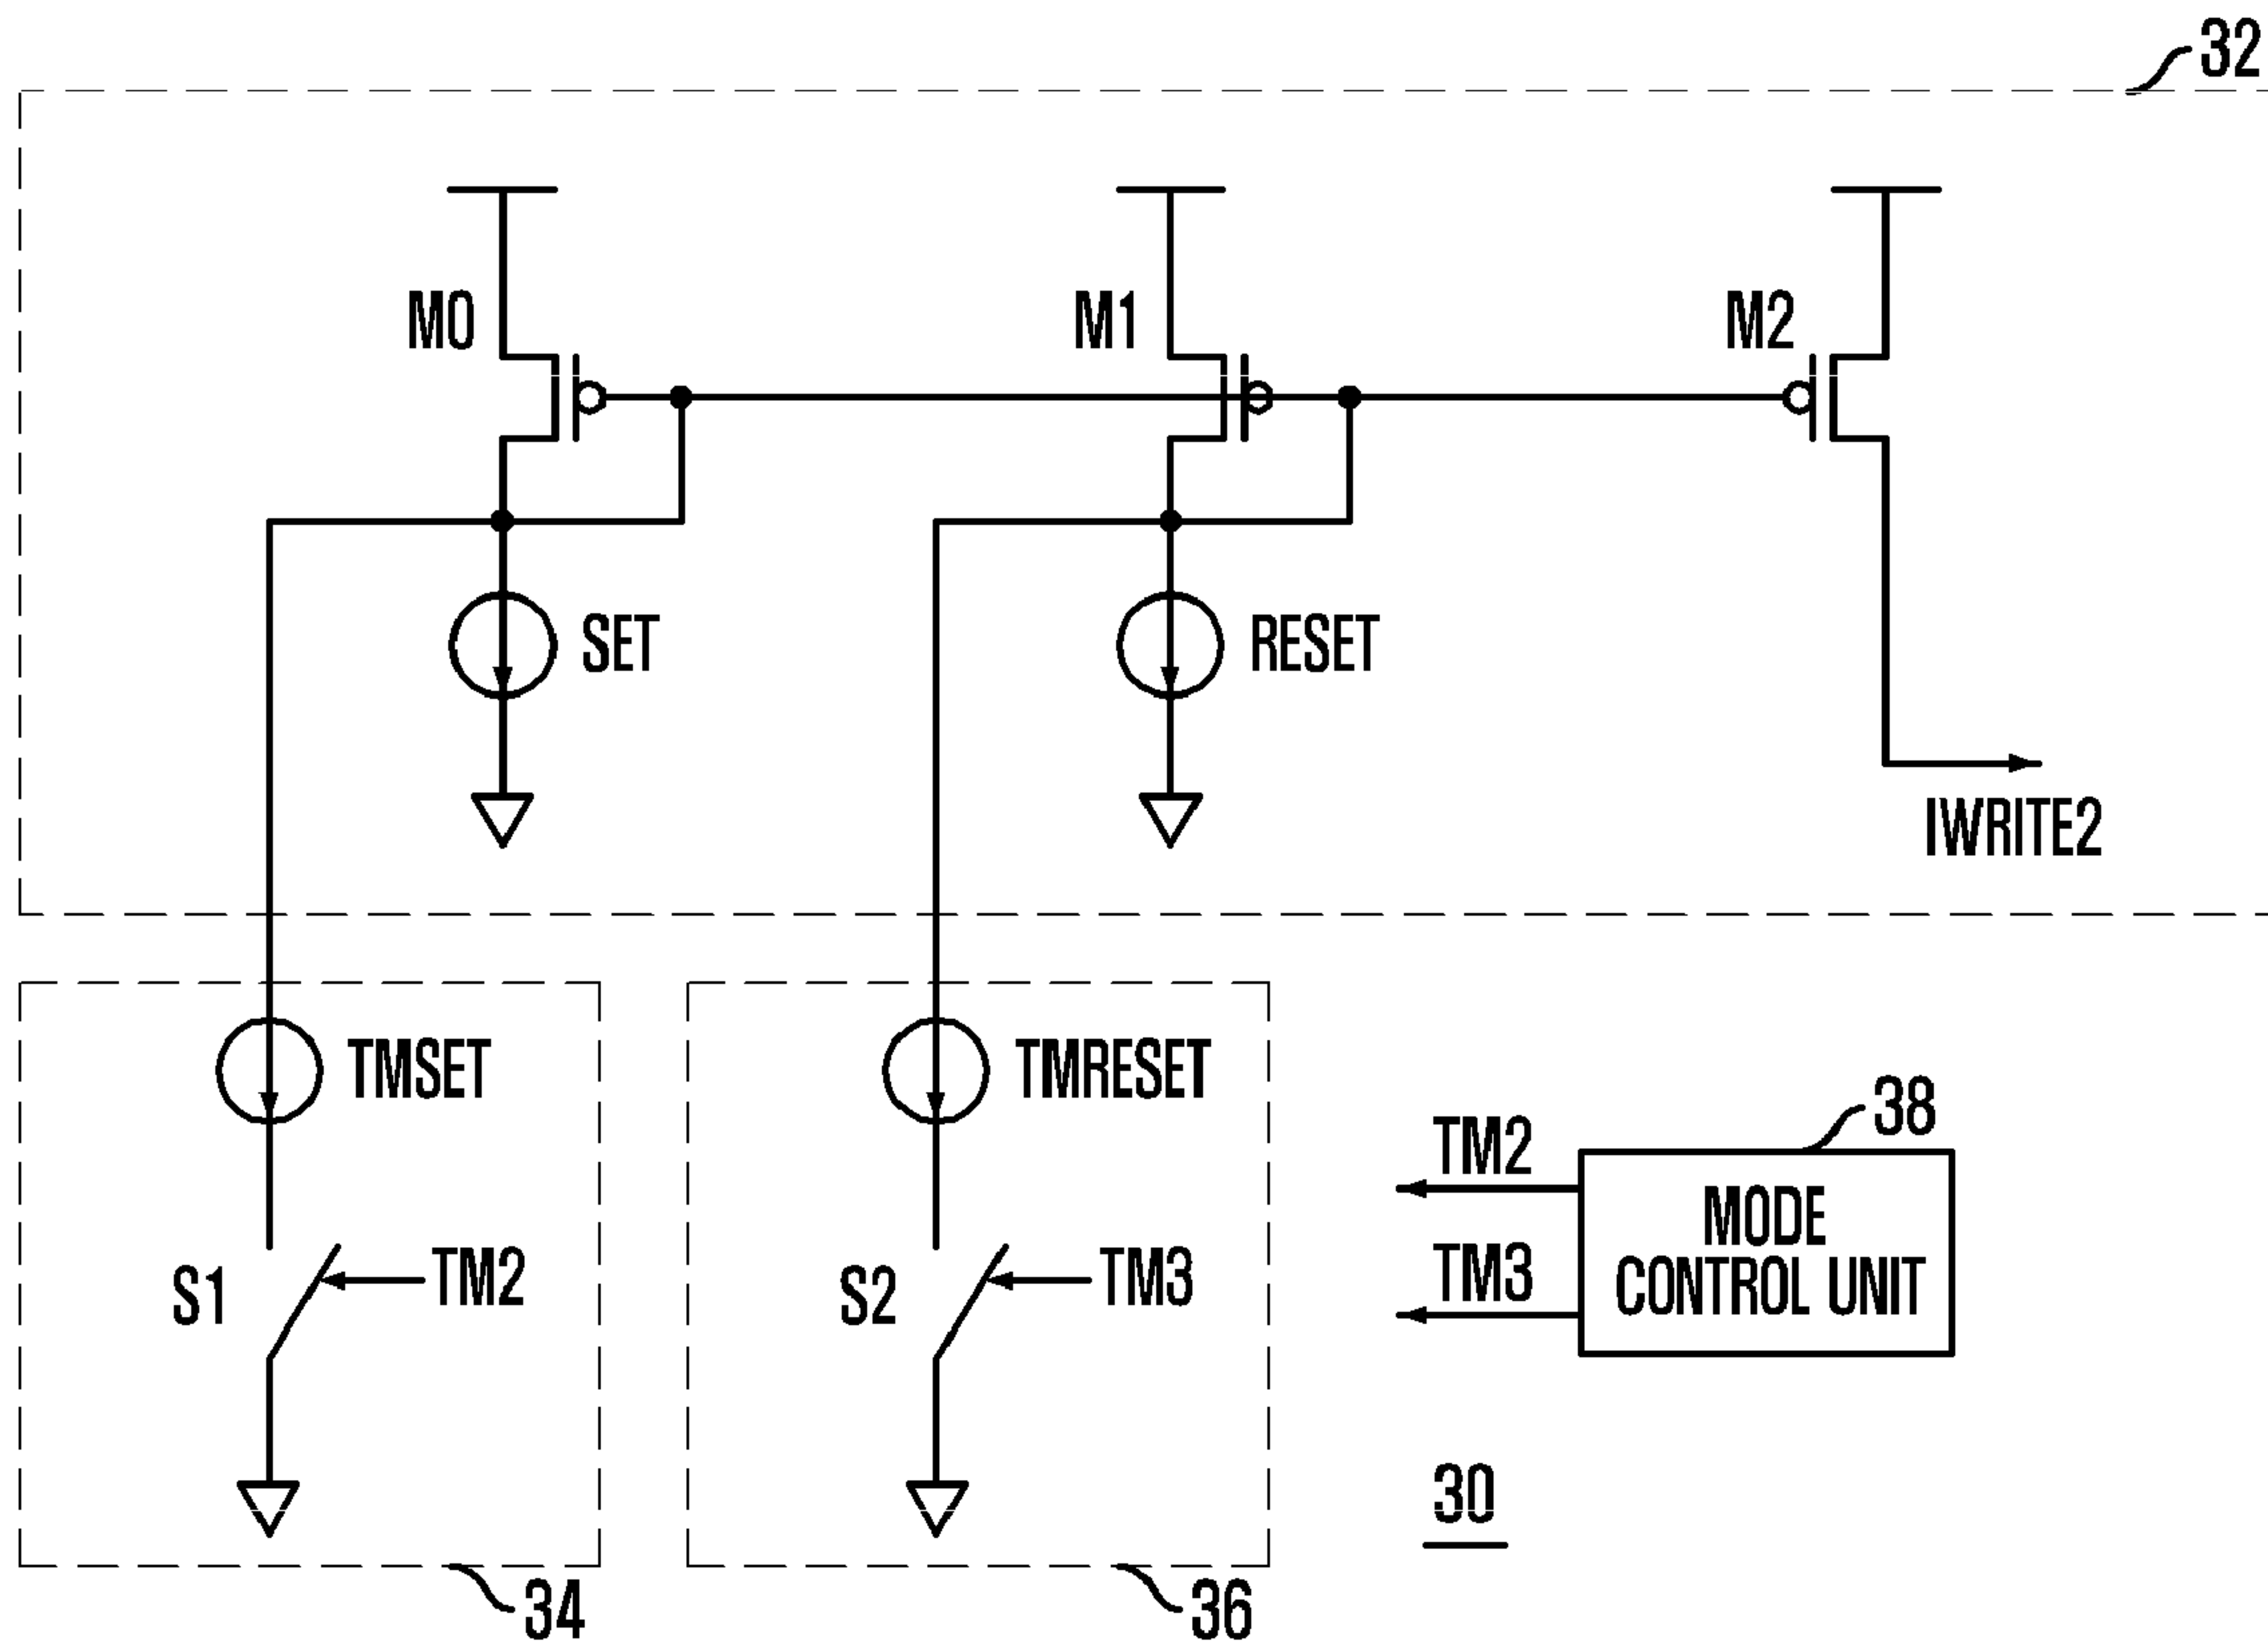 32
M0
M1
M2
SET
RESET
IWRITE2
TMSET
TMRESET
38
TM2
MODE
TM3
CONTROL UNIT
S1
TM2
S2
TM3
30
34
36